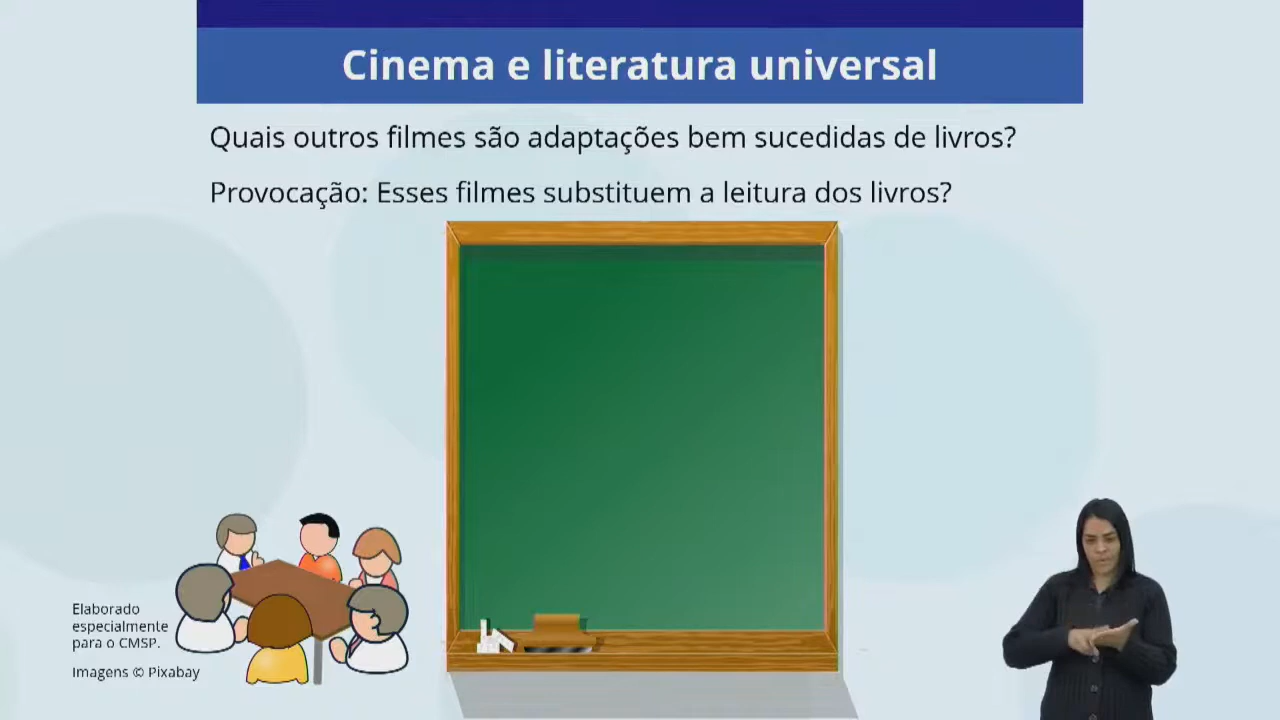 Cinema e literatura universal
Quais outros filmes são adaptações bem sucedidas de livros?
Provocação: Esses filmes substituem a leitura dos livros?
Elaborado
especialmente
para o CMSP.
Imagens © Pixabay